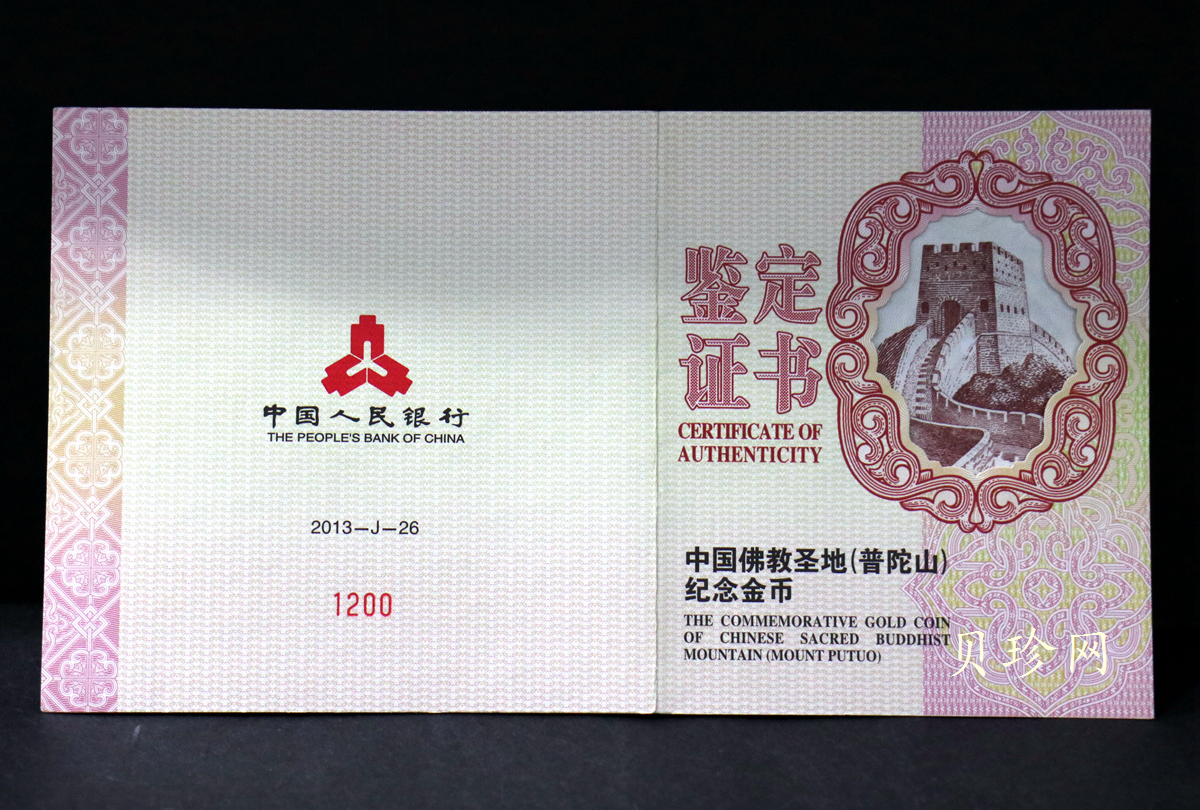 中国人民银行
THE PEOPLE'S BANK OF CHINA
2013—J—26
1200
鉴定
证书
CERTIFICATE OF
AUTHENTICITY
中国佛教圣地(普陀山)
纪念金币
THE COMMEMORATIVE GOLD COIN
OF CHINESE SACRED BUDDHIST
MOUNTAIN (MOUNT PUTUO)
贝珍网